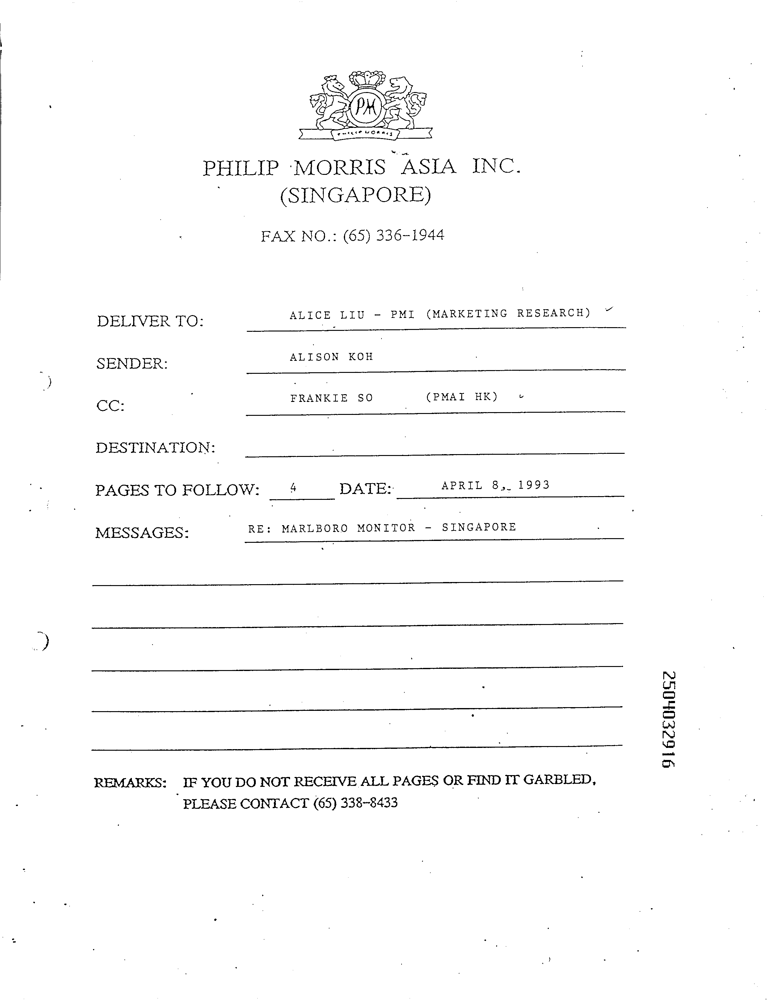 PM
PHILIP MORRIS
PHILIP MORRIS ASIA INC.
(SINGAPORE)
FAX NO.: (65) 336-1944
DELIVER TO: ALICE LIU - PMI (MARKETING RESEARCH)
SENDER: ALISON KOH
CC: FRANKIE SO (PMAI HK)
DESTINATION:
PAGES TO FOLLOW: 4 DATE: APRIL 8, 1993
MESSAGES: RE: MARLBORO MONITOR - SINGAPORE
2504032916
REMARKS: IF YOU DO NOT RECEIVE ALL PAGES OR FIND IT GARBLED,
PLEASE CONTACT (65) 338-8433